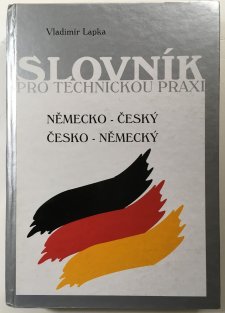 Vladimír Lapka
SLOVNÍK
PRO TECHNICKOU PRAXI
NĚMECKO - ČESKÝ
ČESKO - NĚMECKÝ